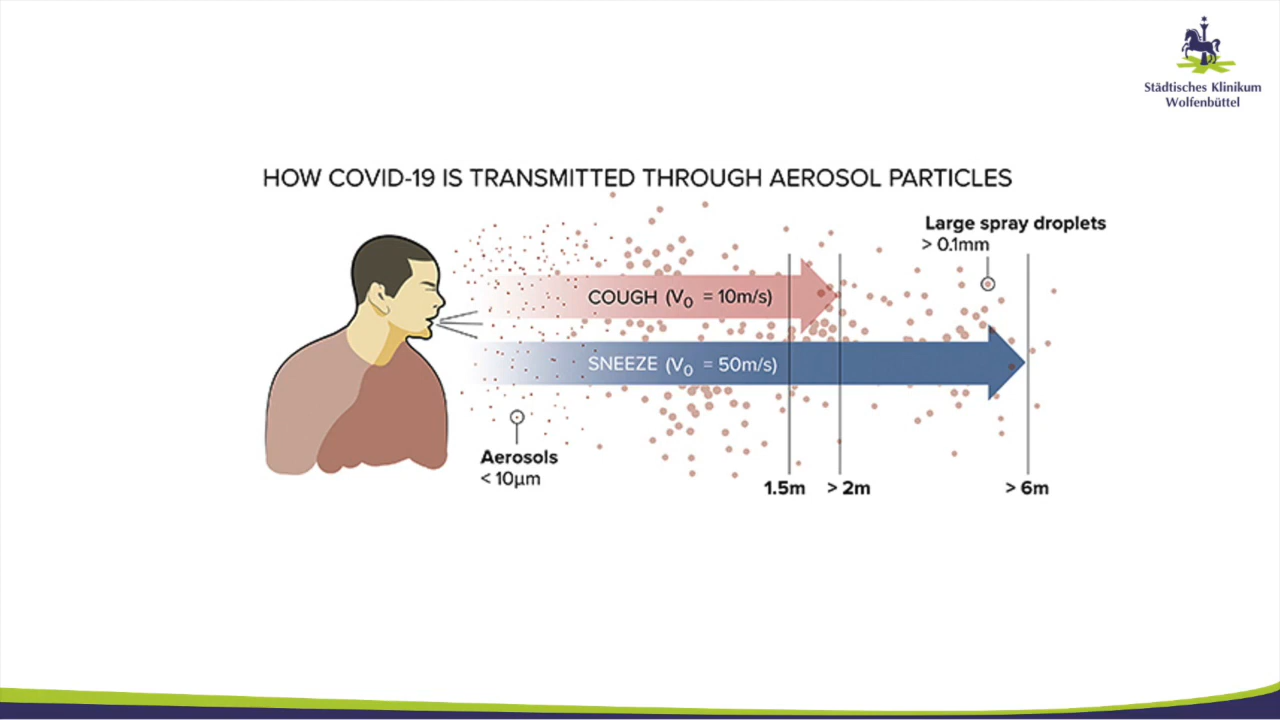 Städtisches Klinikum
Wolfenbüttel
HOW COVID-19 IS TRANSMITTED THROUGH AEROSOL PARTICLES
Large spray droplets
> 0.1mm
COUGH (V₀ = 10m/s)
SNEEZE (V₀ = 50m/s)
Aerosols
< 10µm
1.5m > 2m > 6m